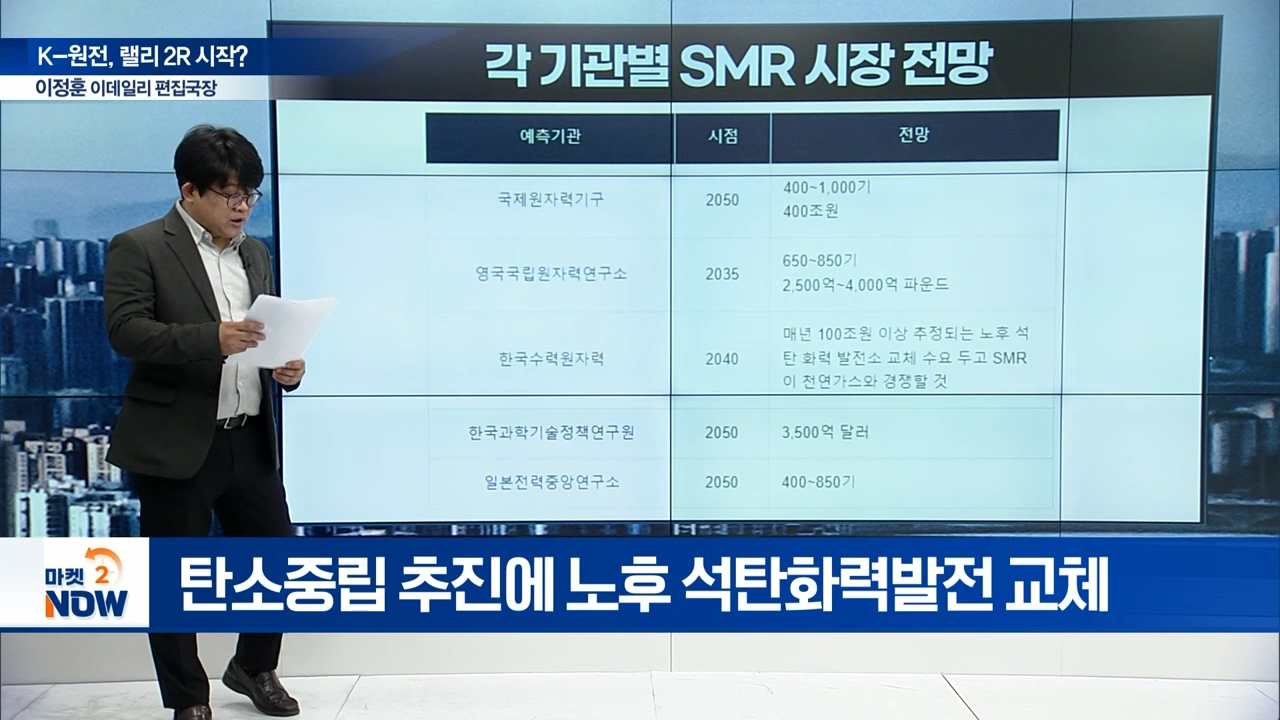 K-원전, 랠리 2R 시작?
이정훈 이데일리 편집국장
각 기관별 SMR 시장 전망
예측기관 시점 전망
국제원자력기구 2050 400~1,000기
400조원
영국국립원자력연구소 2035 650~850기
2,500억~4,000억 파운드
한국수력원자력 2040 매년 100조원 이상 추정되는 노후 석
탄 화력 발전소 교체 수요 두고 SMR
이 천연가스와 경쟁할 것
한국과학기술정책연구원 2050 3,500억 달러
일본전력중앙연구소 2050 400~850기
마켓 2
NOW
탄소중립 추진에 노후 석탄화력발전 교체